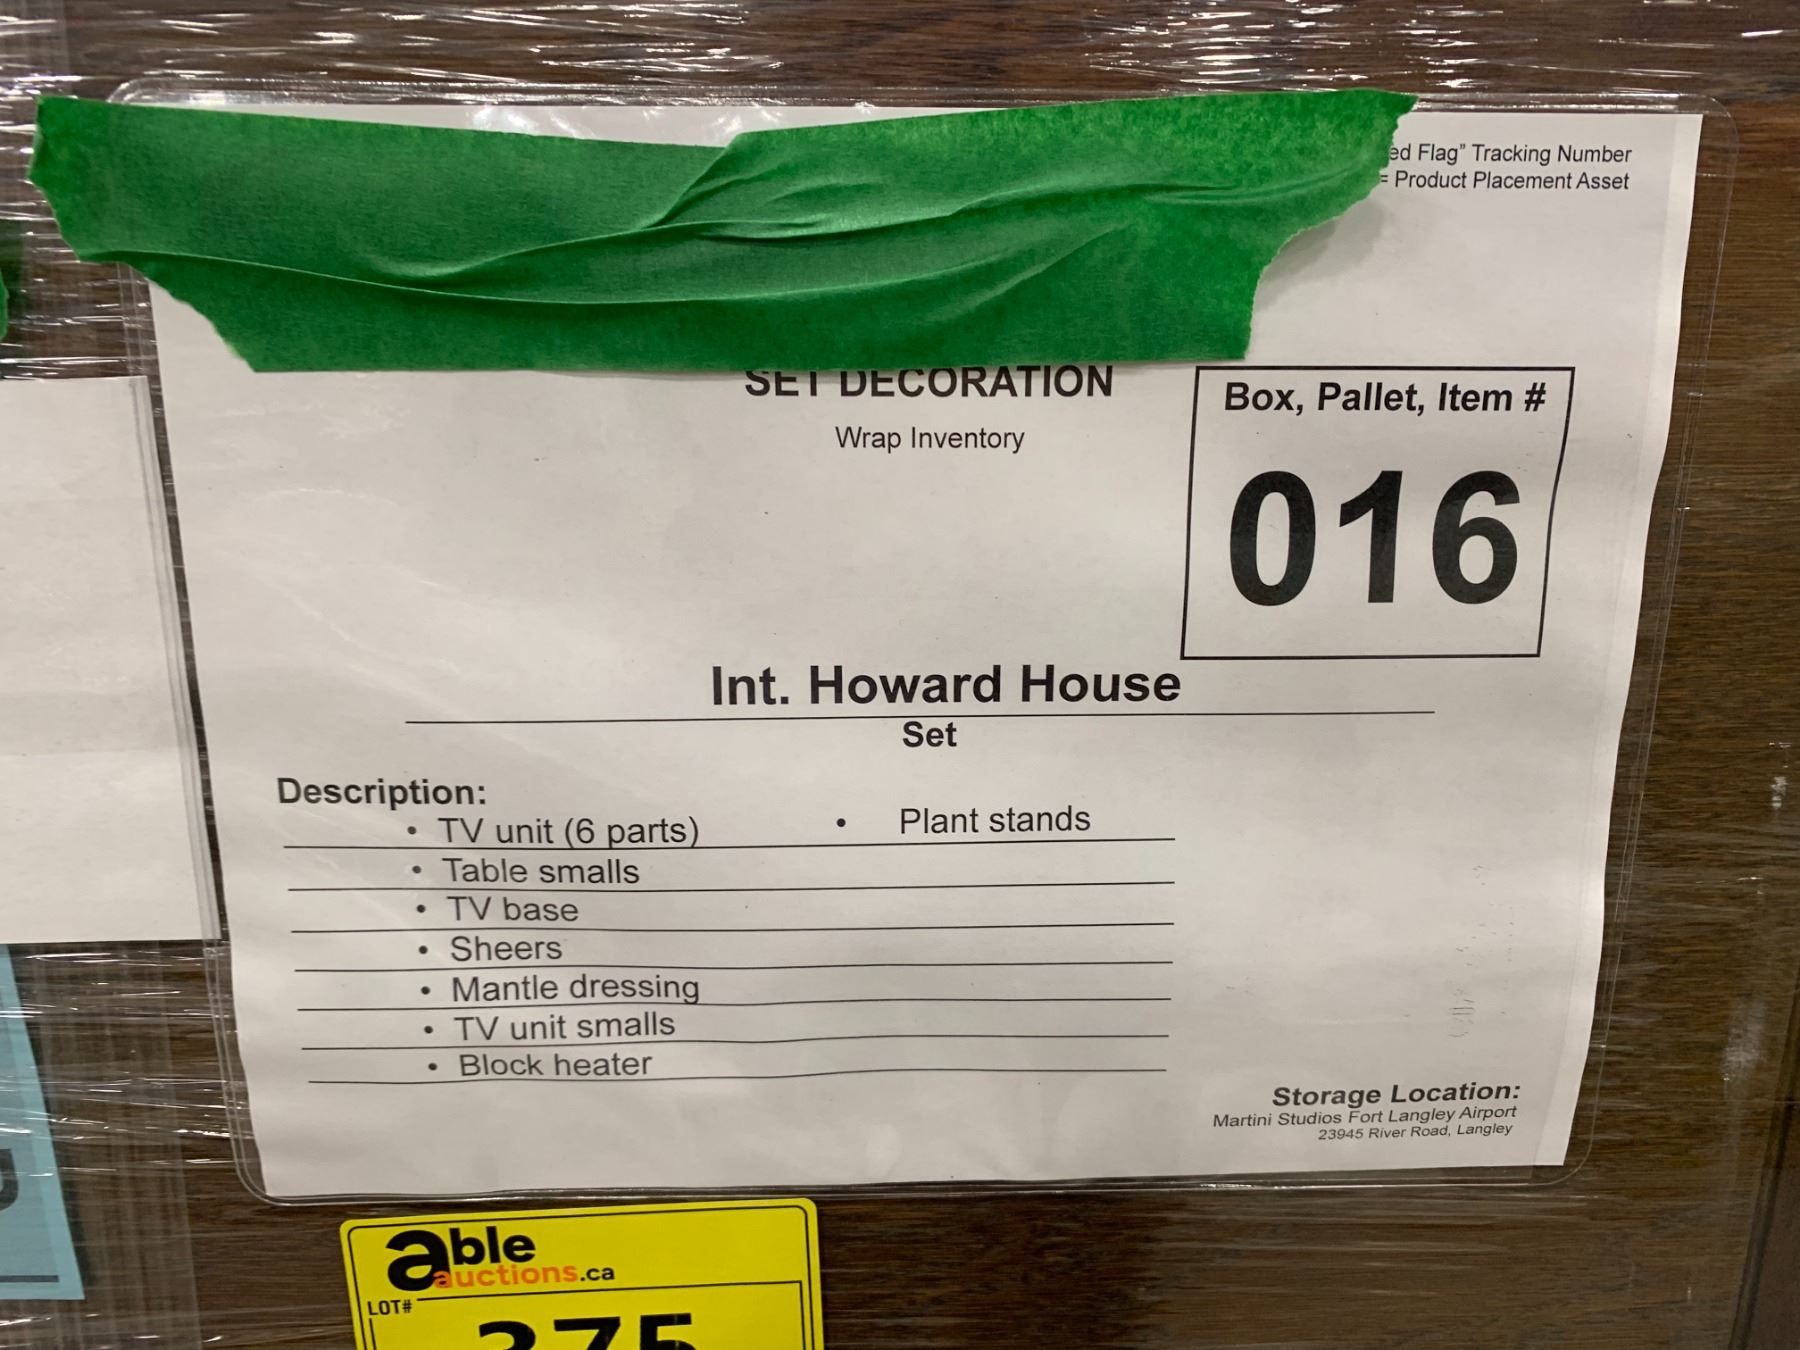 Flag" Tracking Number
= Product Placement Asset
SET DECORATION
Wrap Inventory
Box, Pallet, Item #
016
Int. Howard House
Set
Description:
• TV unit (6 parts) • Plant stands
• Table smalls
• TV base
• Sheers
• Mantle dressing
• TV unit smalls
• Block heater
Storage Location:
Martini Studios Fort Langley Airport
23945 River Road, Langley
able
auctions.ca
LOT#
375